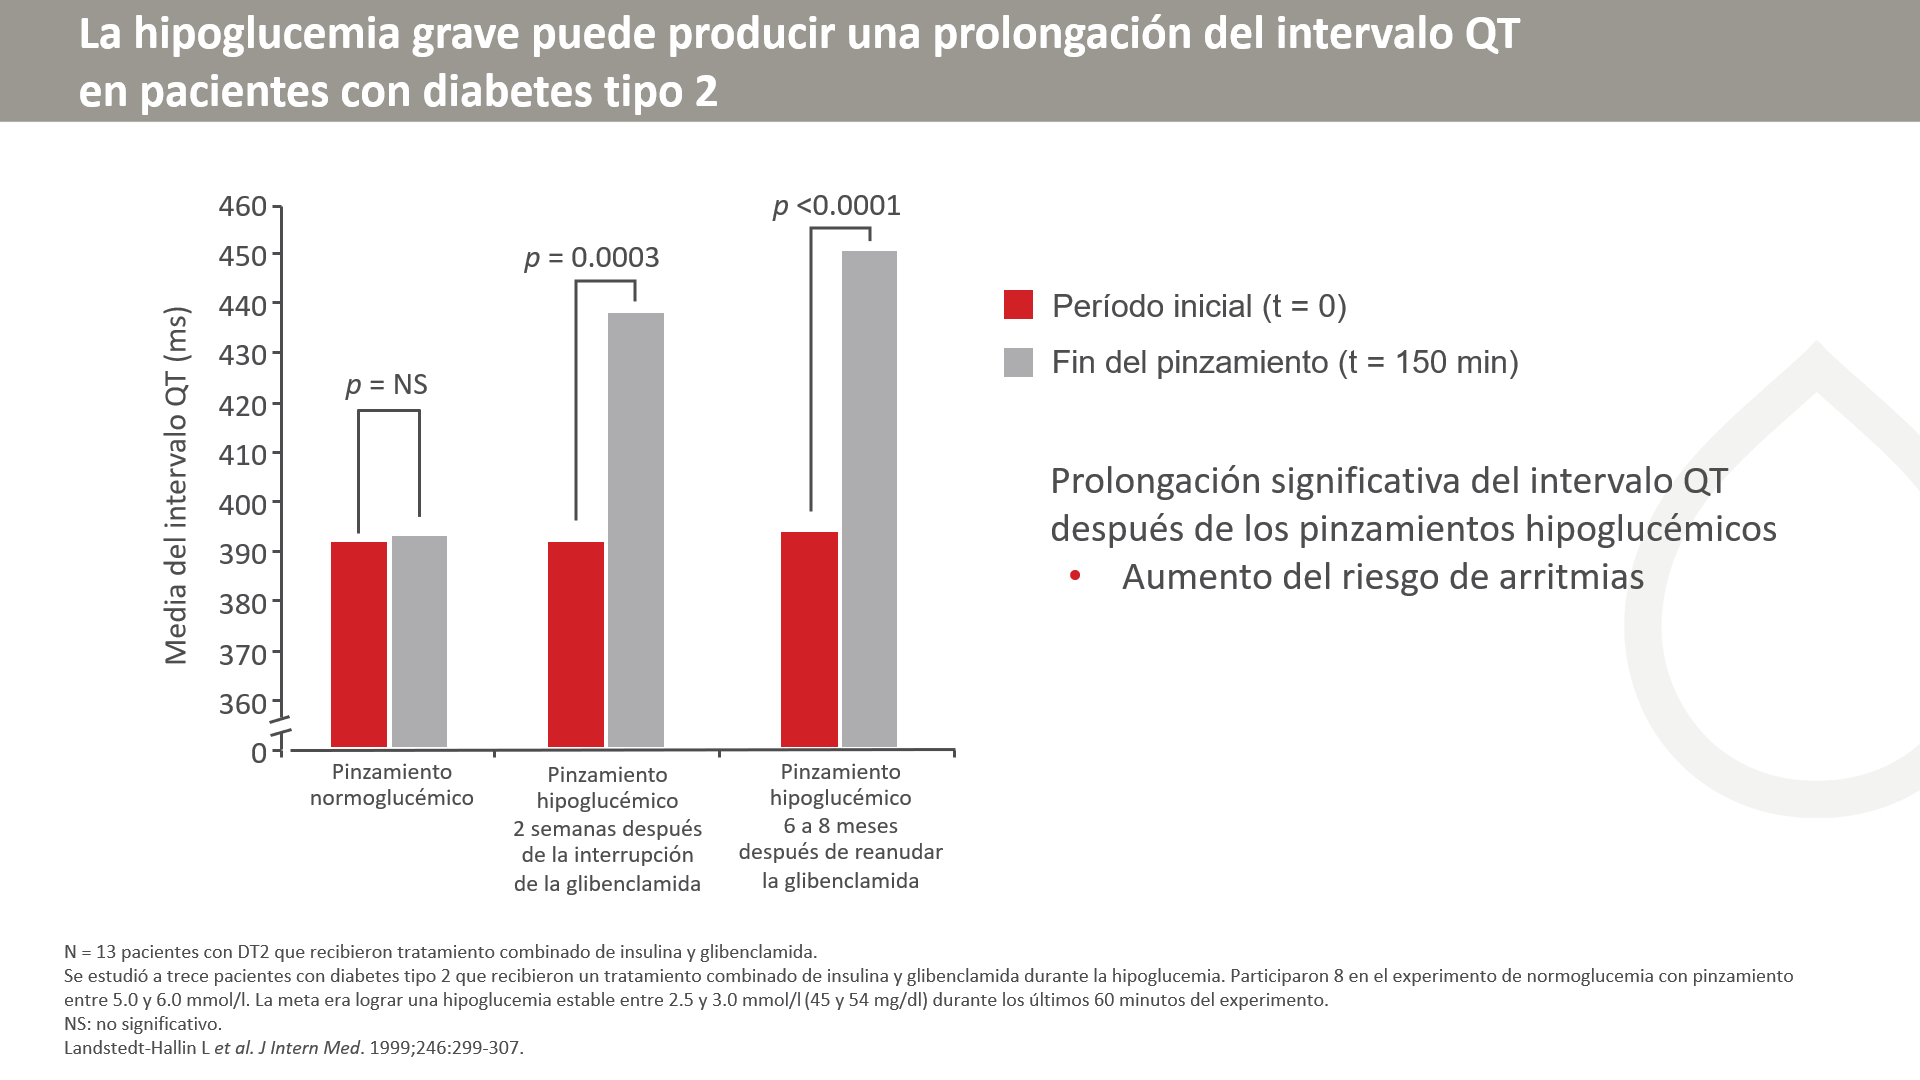 La hipoglucemia grave puede producir una prolongación del intervalo QT
en pacientes con diabetes tipo 2
Media del intervalo QT (ms)
460
450
440
430
420
410
400
390
380
370
360
0
p = NS
p = 0.0003
p <0.0001
Pinzamiento
normoglucémico
Pinzamiento
hipoglucémico
2 semanas después
de la interrupción
de la glibenclamida
Pinzamiento
hipoglucémico
6 a 8 meses
después de reanudar
la glibenclamida
Período inicial (t = 0)
Fin del pinzamiento (t = 150 min)
Prolongación significativa del intervalo QT
después de los pinzamientos hipoglucémicos
• Aumento del riesgo de arritmias
N = 13 pacientes con DT2 que recibieron tratamiento combinado de insulina y glibenclamida.
Se estudió a trece pacientes con diabetes tipo 2 que recibieron un tratamiento combinado de insulina y glibenclamida durante la hipoglucemia. Participaron 8 en el experimento de normoglucemia con pinzamiento
entre 5.0 y 6.0 mmol/l. La meta era lograr una hipoglucemia estable entre 2.5 y 3.0 mmol/l (45 y 54 mg/dl) durante los últimos 60 minutos del experimento.
NS: no significativo.
Landstedt-Hallin L et al. J Intern Med. 1999;246:299-307.